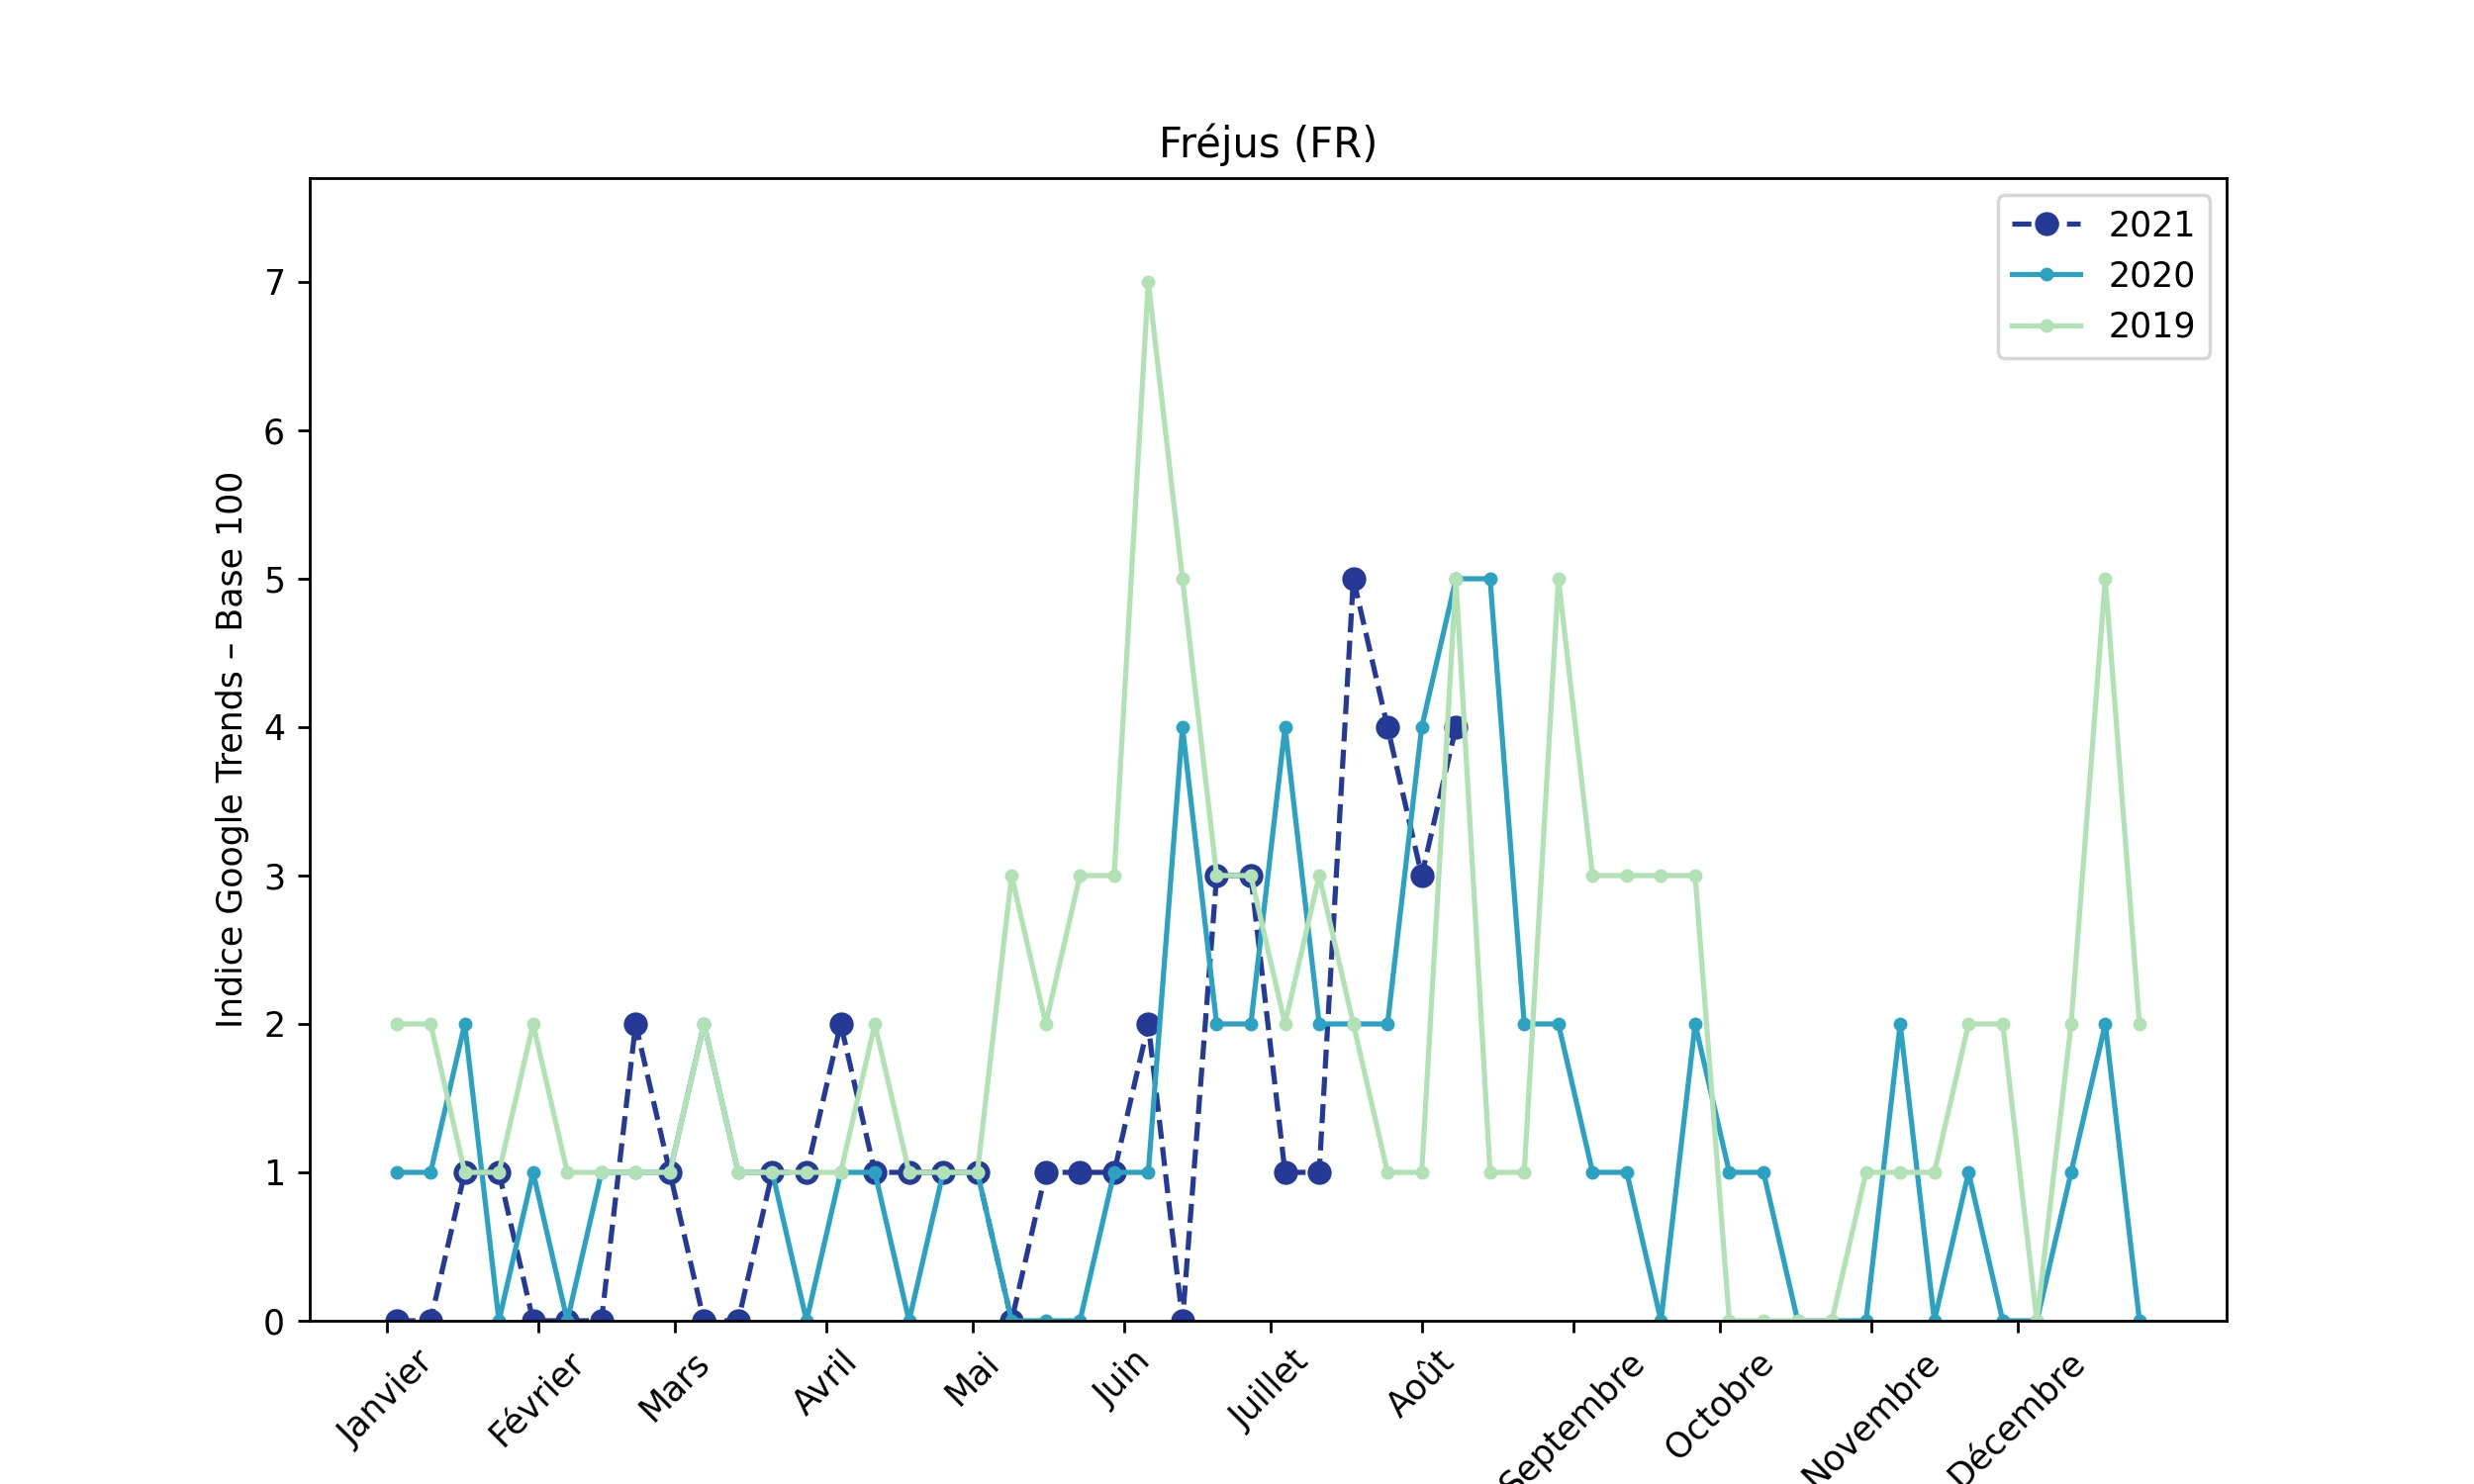 Fréjus (FR)
2021
2020
2019
Indice Google Trends – Base 100
7
6
5
4
3
2
1
0
Janvier
Février
Mars
Avril
Mai
Juin
Juillet
Août
Septembre
Octobre
Novembre
Décembre